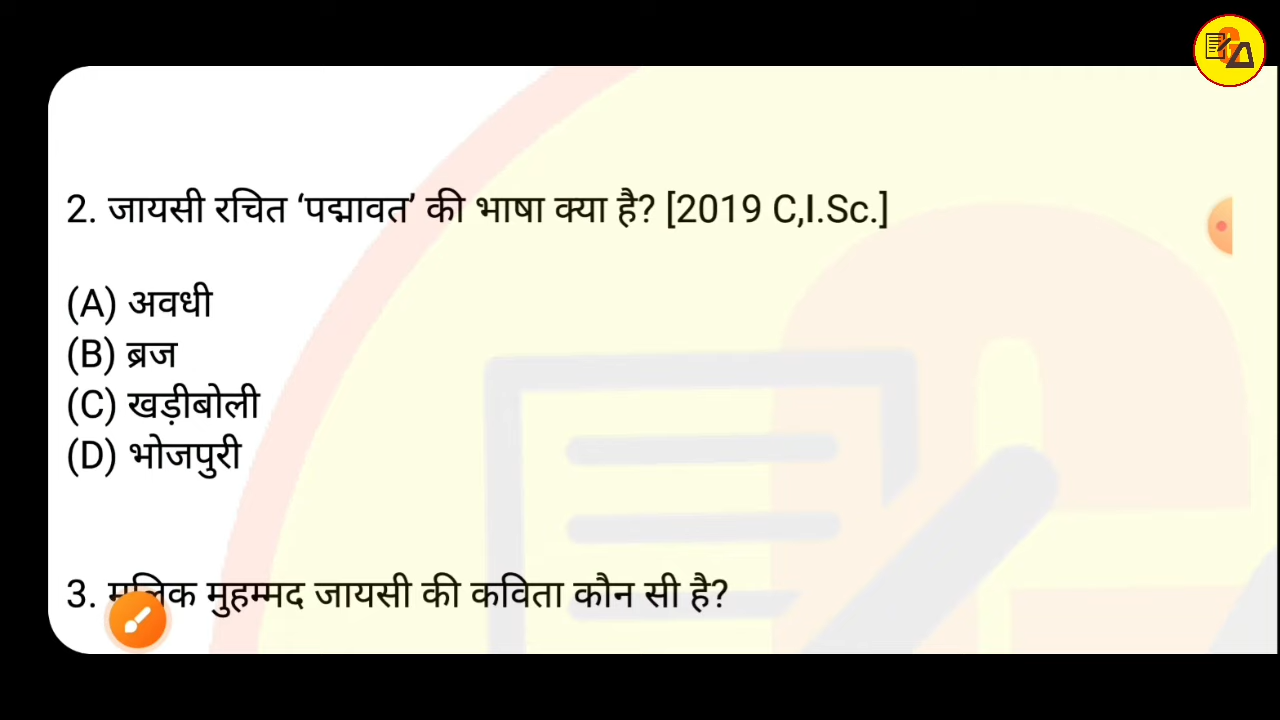 2. जायसी रचित ‘पद्मावत’ की भाषा क्या है? [2019 C,I.Sc.]
(A) अवधी
(B) ब्रज
(C) खड़ीबोली
(D) भोजपुरी
3. मलिक मुहम्मद जायसी की कविता कौन सी है?